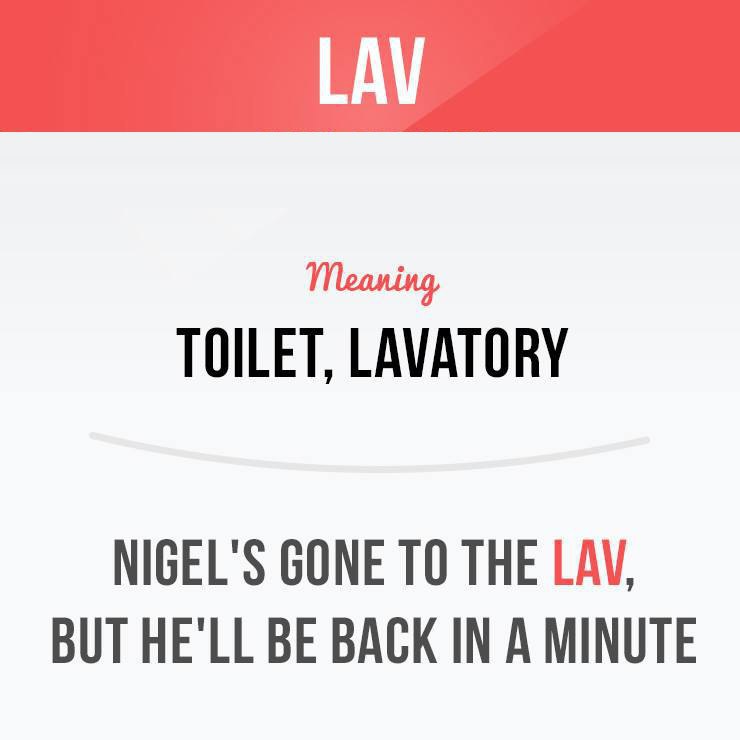 LAV
Meaning
TOILET, LAVATORY
NIGEL'S GONE TO THE LAV,
BUT HE'LL BE BACK IN A MINUTE